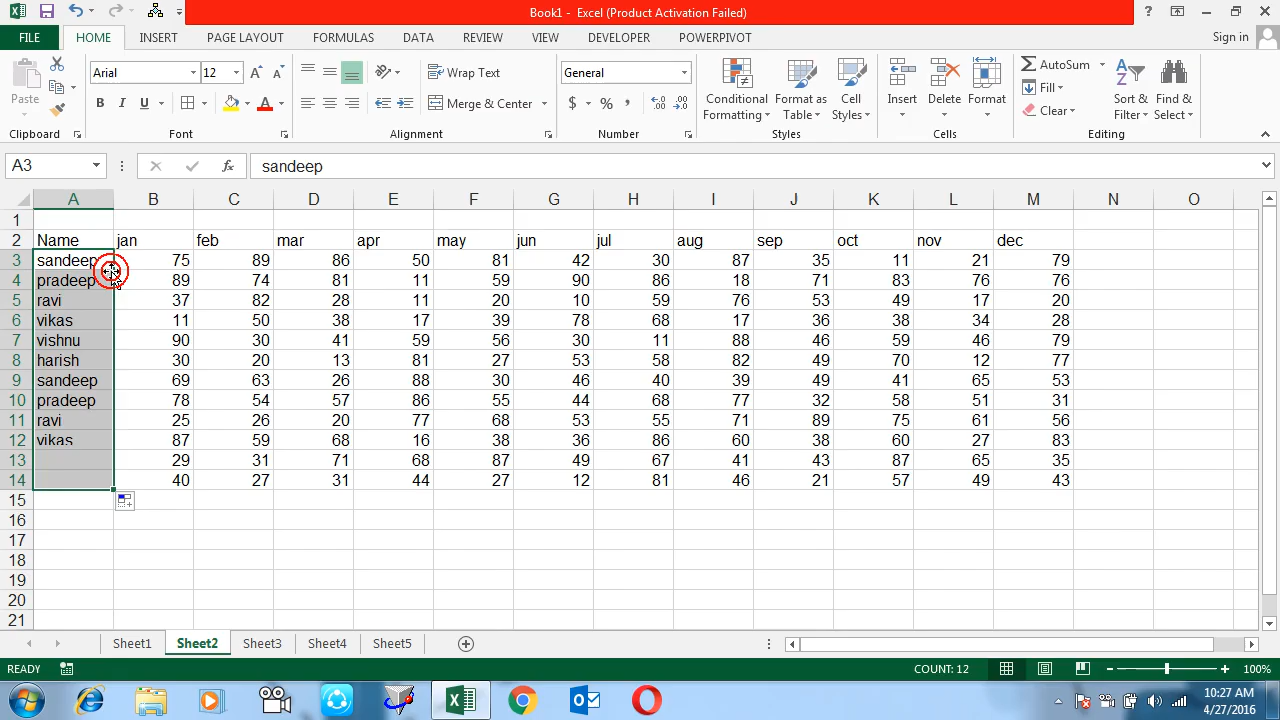 Book1 - Excel (Product Activation Failed)
FILE HOME INSERT PAGE LAYOUT FORMULAS DATA REVIEW VIEW DEVELOPER POWERPIVOT Sign in
Arial 12 Wrap Text General AutoSum
Paste B I U Merge & Center $ % , Conditional Formatting Format as Table Cell Styles Insert Delete Format Fill Clear Sort & Filter Find & Select
Clipboard Font Alignment Number Styles Cells Editing
A3 fx sandeep
A B C D E F G H I J K L M N O
1
2 Name jan feb mar apr may jun jul aug sep oct nov dec
3 sandeep 75 89 86 50 81 42 30 87 35 11 21 79
4 pradeep 89 74 81 11 59 90 86 18 71 83 76 76
5 ravi 37 82 28 11 20 10 59 76 53 49 17 20
6 vikas 11 50 38 17 39 78 68 17 36 38 34 28
7 vishnu 90 30 41 59 56 30 11 88 46 59 46 79
8 harish 30 20 13 81 27 53 58 82 49 70 12 77
9 sandeep 69 63 26 88 30 46 40 39 49 41 65 53
10 pradeep 78 54 57 86 55 44 68 77 32 58 51 31
11 ravi 25 26 20 77 68 53 55 71 89 75 61 56
12 vikas 87 59 68 16 38 36 86 60 38 60 27 83
13 29 31 71 68 87 49 67 41 43 87 65 35
14 40 27 31 44 27 12 81 46 21 57 49 43
15
16
17
18
19
20
21
Sheet1 Sheet2 Sheet3 Sheet4 Sheet5
READY COUNT: 12 100%
10:27 AM
4/27/2016